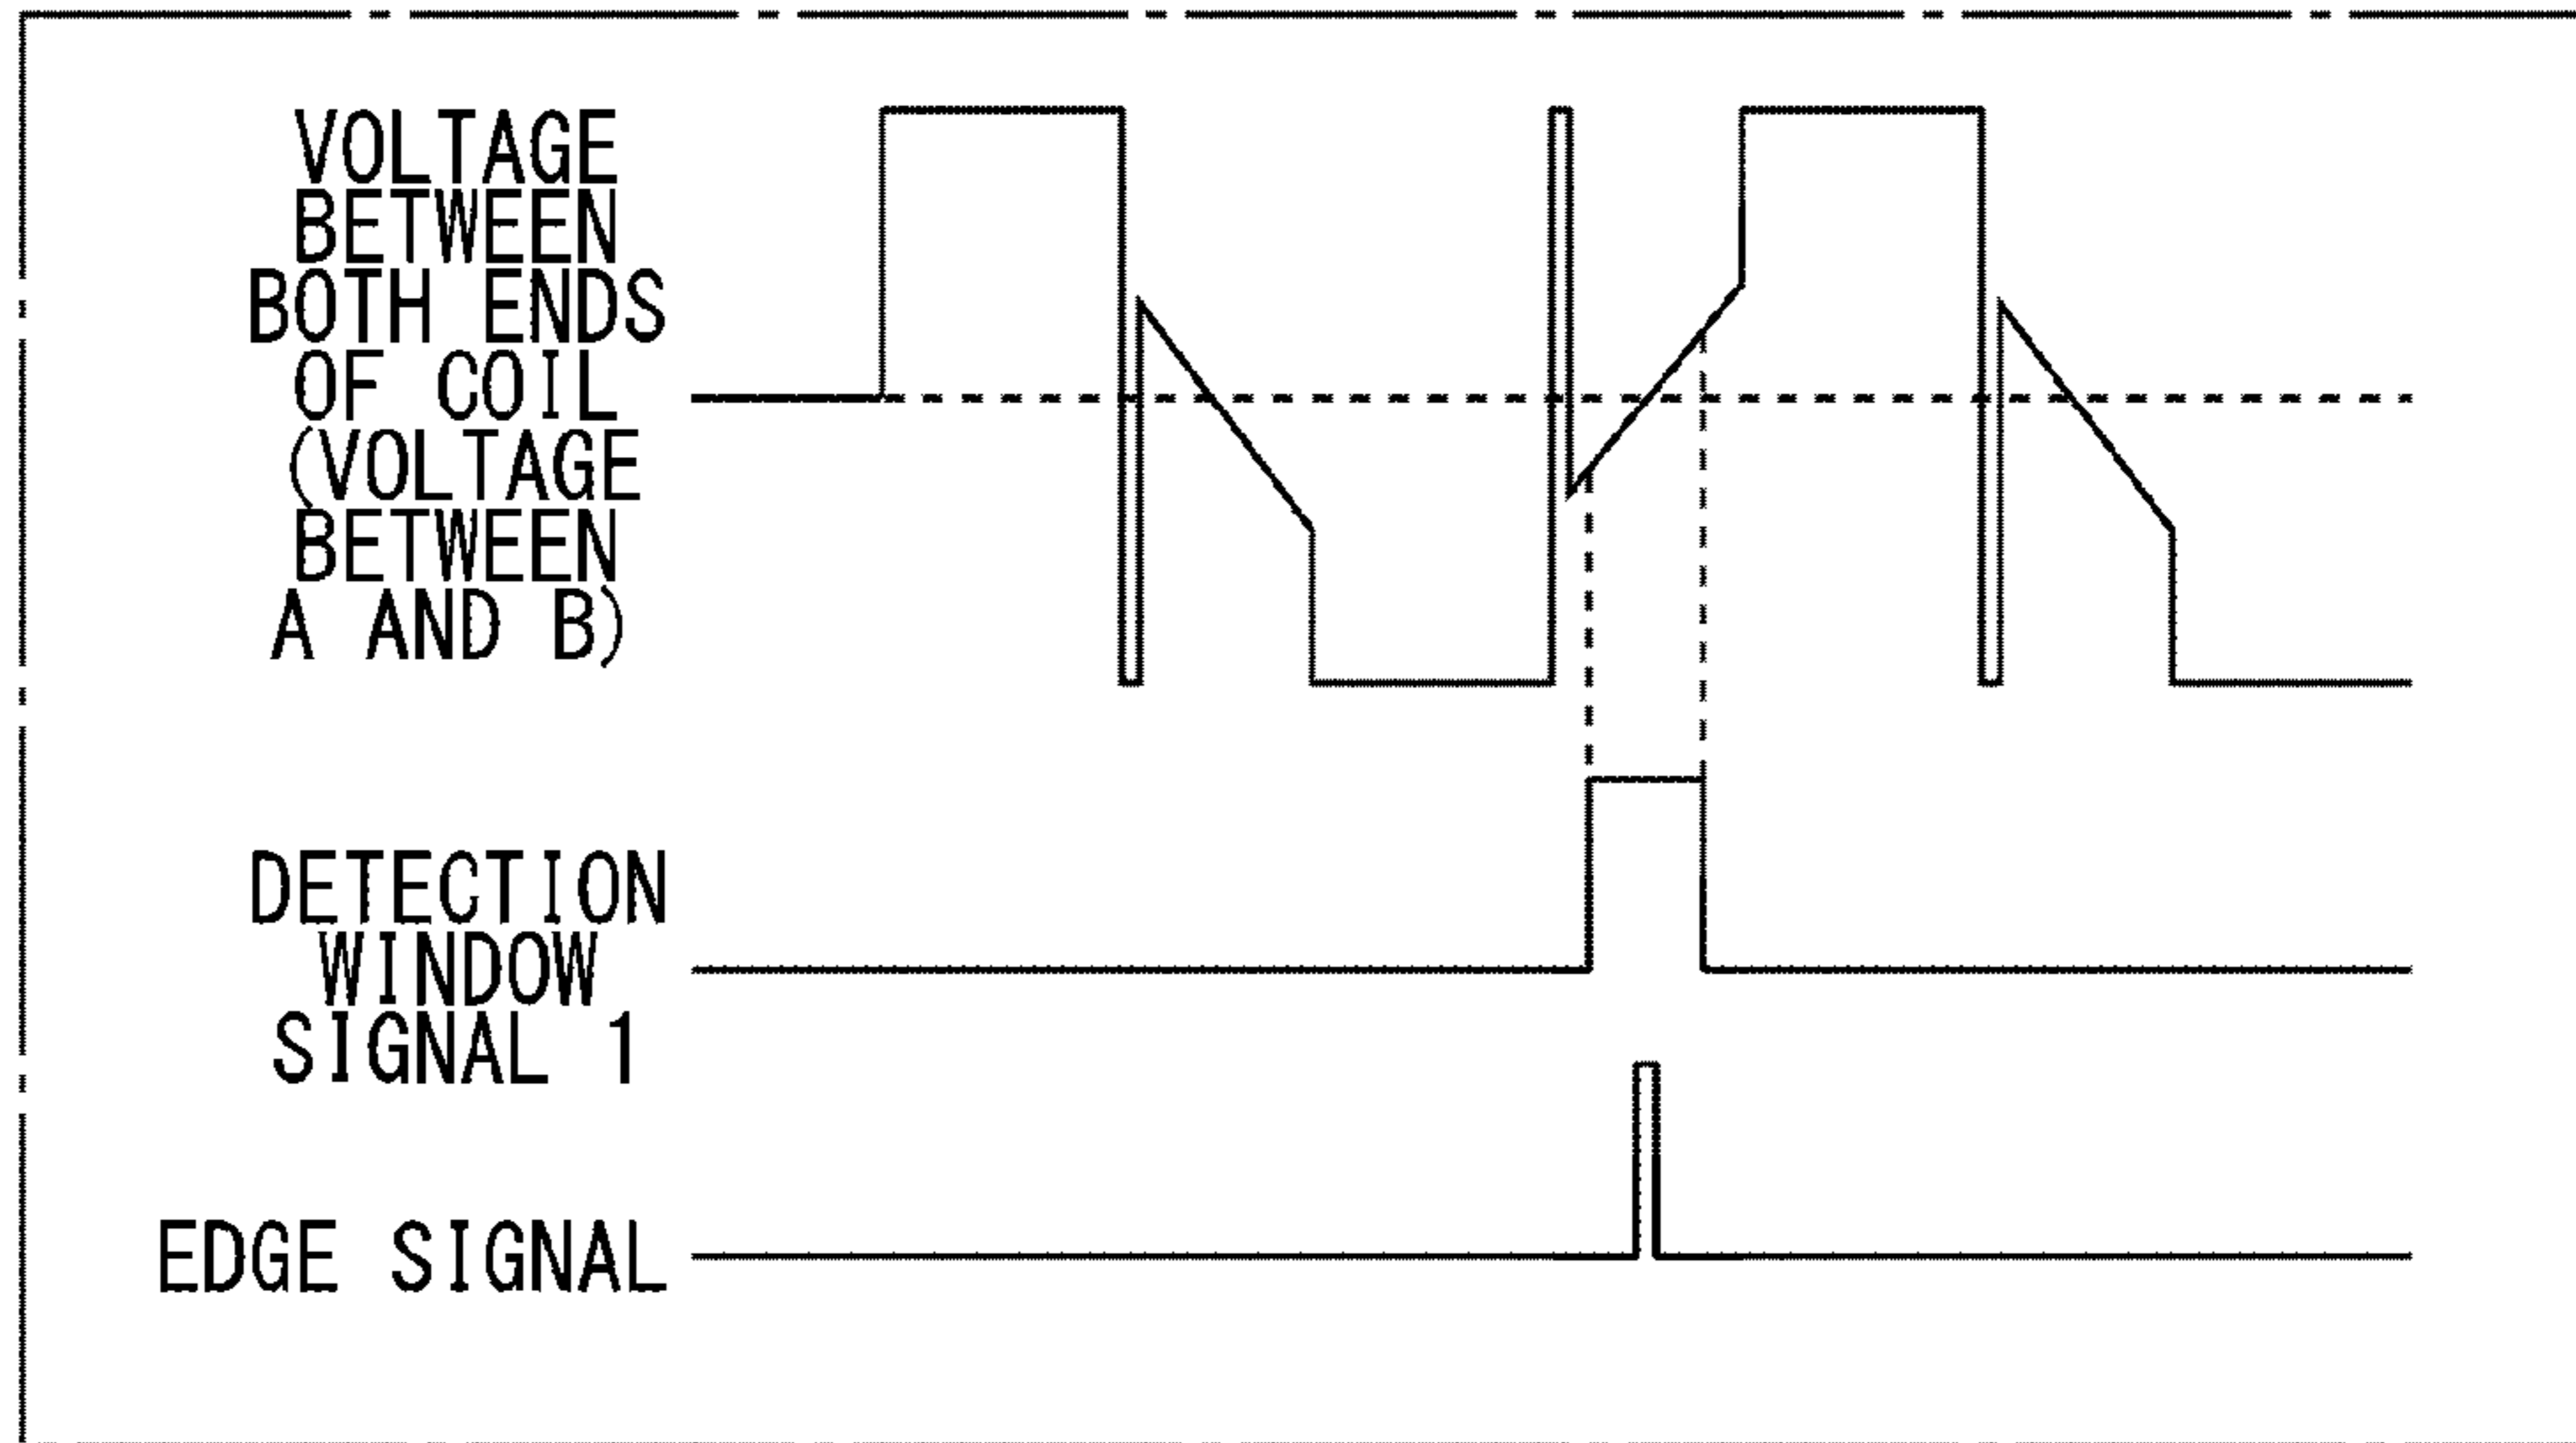 VOLTAGE
BETWEEN
BOTH ENDS
OF COIL
(VOLTAGE
BETWEEN
A AND B)
DETECTION
WINDOW
SIGNAL 1
EDGE SIGNAL